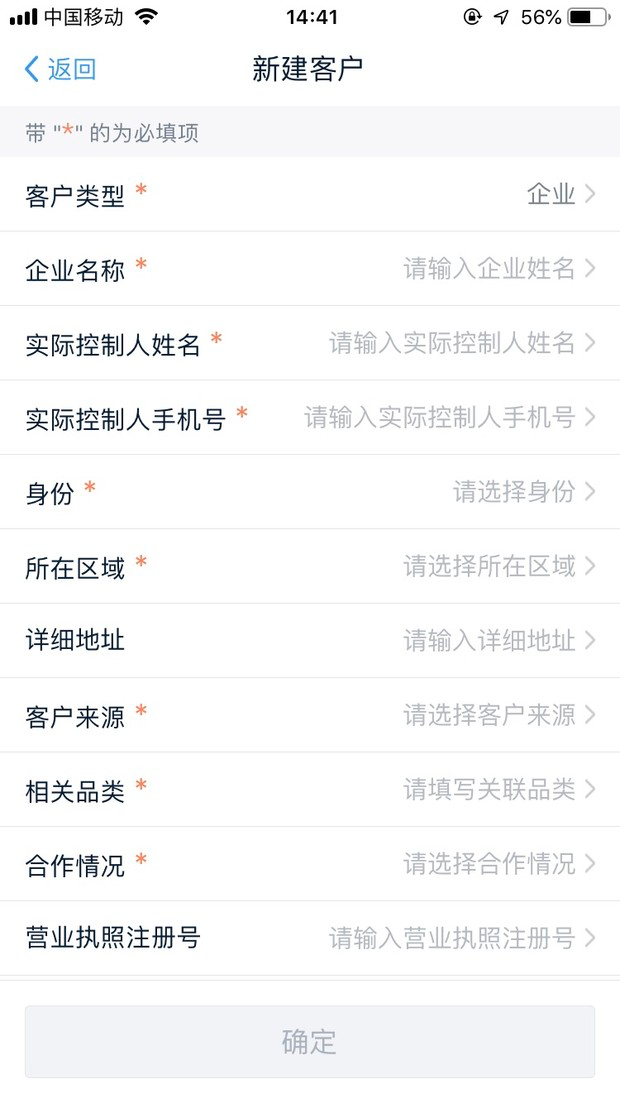 中国移动 14:41 56%
返回 新建客户
带 "*" 的为必填项
客户类型 * 企业
企业名称 * 请输入企业姓名
实际控制人姓名 * 请输入实际控制人姓名
实际控制人手机号 * 请输入实际控制人手机号
身份 * 请选择身份
所在区域 * 请选择所在区域
详细地址 请输入详细地址
客户来源 * 请选择客户来源
相关品类 * 请填写关联品类
合作情况 * 请选择合作情况
营业执照注册号 请输入营业执照注册号
确定